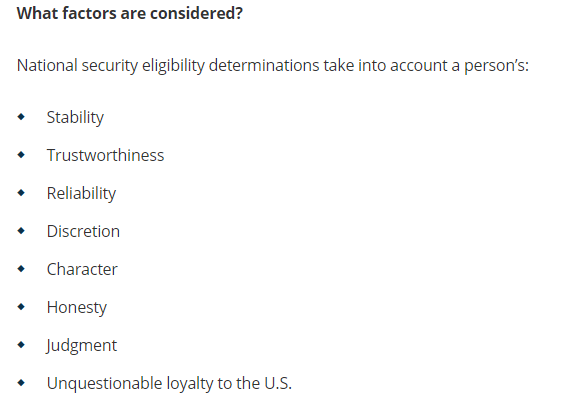 What factors are considered?
National security eligibility determinations take into account a person’s:
Stability
Trustworthiness
Reliability
Discretion
Character
Honesty
Judgment
Unquestionable loyalty to the U.S.